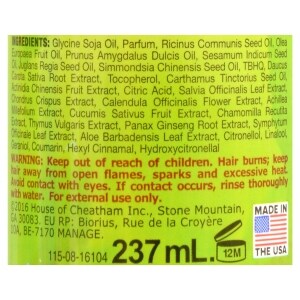 INGREDIENTS: Glycine Soja Oil, Parfum, Ricinus Communis Seed Oil, Olea
Europaea Fruit Oil, Prunus Amygdalus Dulcis Oil, Sesamum Indicum Seed
Oil, Juglans Regia Seed Oil, Simmondsia Chinensis Seed Oil, TBHQ, Daucus
Carota Sativa Root Extract, Tocopherol, Carthamus Tinctorius Seed Oil,
Chinensis Fruit Extract, Citric Acid, Salvia Officinalis Leaf Extract,
Chondrus Crispus Extract, Calendula Officinalis Flower Extract, Achillea
Extract, Cucumis Sativus Fruit Extract, Chamomilla Recutita
Extract, Thymus Vulgaris Extract, Panax Ginseng Root Extract, Symphytum
Officinale Leaf Extract, Aloe Barbadensis Leaf Extract, Citronellol, Linalool,
Geraniol, Coumarin, Hexyl Cinnamal, Hydroxycitronellal
WARNING: Keep out of reach of children. Hair burns; keep
hair away from open flames, sparks and excessive heat.
Avoid contact with eyes. If contact occurs, rinse thoroughly
with water. For external use only.
©2016 House of Cheatham Inc., Stone Mountain,
GA 30083. EU RP: Biorius, Rue de la Croyère
BE-7170 MANAGE.
MADE IN
115-08-16104
237 mL.
12M